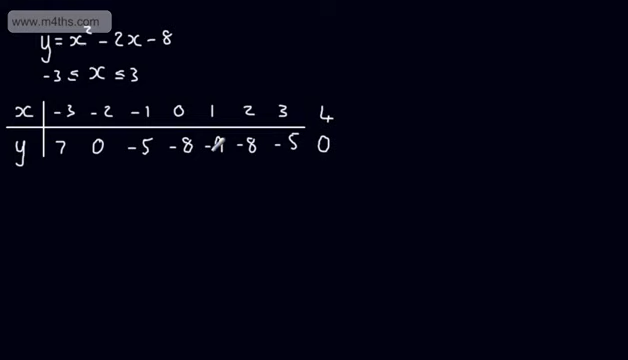 www.m4ths.com
y = x² - 2x - 8
-3 ≤ x ≤ 3
x -3 -2 -1 0 1 2 3 4
y 7 0 -5 -8 -9 -8 -5 0